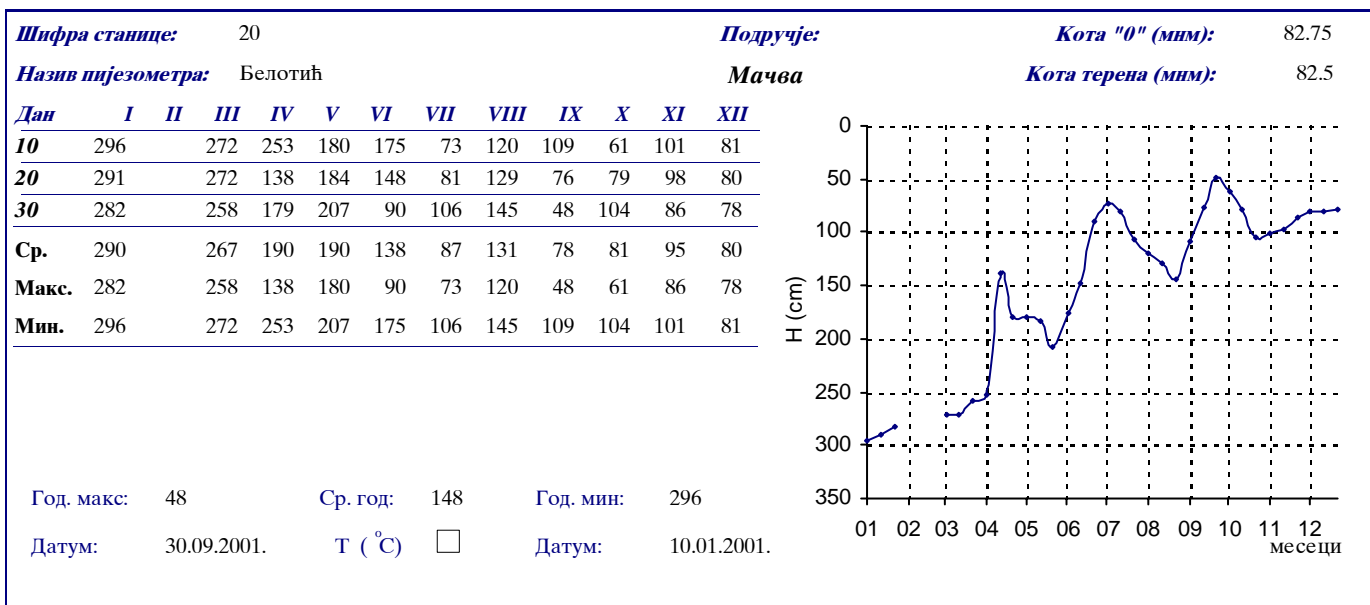 Шифра станице: 20 Подручје: Кота "0" (мнм): 82.75
Назив пијезометра: Белотић Мачва Кота терена (мнм): 82.5
Дан I II III IV V VI VII VIII IX X XI XII
10 296 272 253 180 175 73 120 109 61 101 81
20 291 272 138 184 148 81 129 76 79 98 80
30 282 258 179 207 90 106 145 48 104 86 78
Ср. 290 267 190 190 138 87 131 78 81 95 80
Макс. 282 258 138 180 90 73 120 48 61 86 78
Мин. 296 272 253 207 175 106 145 109 104 101 81
Год. макс: 48 Ср. год: 148 Год. мин: 296
Датум: 30.09.2001. Т ( °C) Датум: 10.01.2001.
H (cm)
0
50
100
150
200
250
300
350
01 02 03 04 05 06 07 08 09 10 11 12
месеци